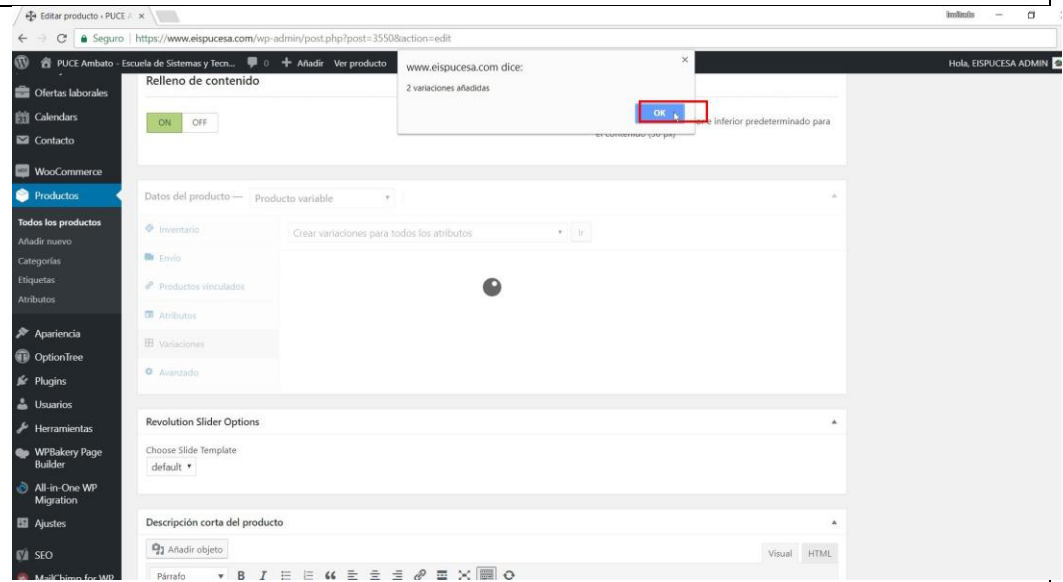 Editar producto ‹ PUCE A
Seguro | https://www.eispucesa.com/wp-admin/post.php?post=3550&action=edit
PUCE Ambato - Escuela de Sistemas y Tecn... 0 Añadir Ver producto Hola, EISPUCESA ADMIN
www.eispucesa.com dice:
2 variaciones añadidas
OK
Ofertas laborales
Calendars
Contacto
WooCommerce
Productos
Todos los productos
Añadir nuevo
Categorías
Etiquetas
Atributos
Apariencia
OptionTree
Plugins
Usuarios
Herramientas
WPBakery Page
Builder
All-in-One WP
Migration
Ajustes
SEO
MailChimp for WP
Relleno de contenido
ON OFF
e inferior predeterminado para
el contenido (50 px)
Datos del producto — Producto variable
Inventario
Envío
Productos vinculados
Atributos
Variaciones
Avanzado
Crear variaciones para todos los atributos Ir
Revolution Slider Options
Choose Slide Template
default
Descripción corta del producto
Añadir objeto
Visual HTML
Párrafo B I